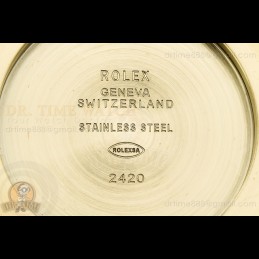 ROLEX
GENEVA
SWITZERLAND
STAINLESS STEEL
ROLEXSA
2420